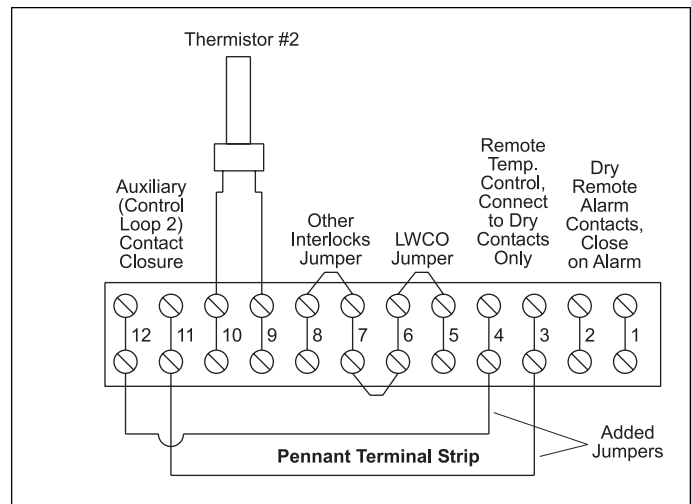 Thermistor #2
Auxiliary
(Control
Loop 2)
Contact
Closure
Other
Interlocks
Jumper
LWCO
Jumper
Remote
Temp.
Control,
Connect
to Dry
Contacts
Only
Dry
Remote
Alarm
Contacts,
Close
on Alarm
12 11 10 9 8 7 6 5 4 3 2 1
Pennant Terminal Strip
Added
Jumpers